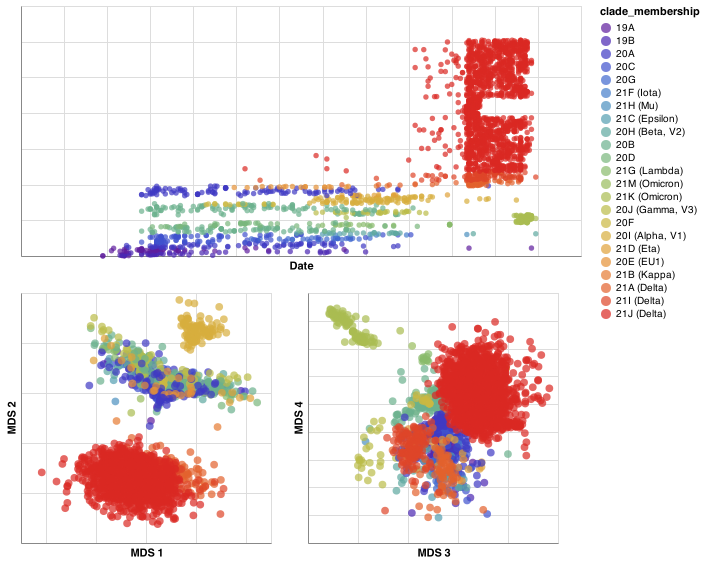 clade_membership
19A
19B
20A
20C
20G
21F (Iota)
21H (Mu)
21C (Epsilon)
20H (Beta, V2)
20B
20D
21G (Lambda)
21M (Omicron)
21K (Omicron)
20J (Gamma, V3)
20F
20I (Alpha, V1)
21D (Eta)
20E (EU1)
21B (Kappa)
21A (Delta)
21I (Delta)
21J (Delta)
Date
MDS 2
MDS 1
MDS 4
MDS 3